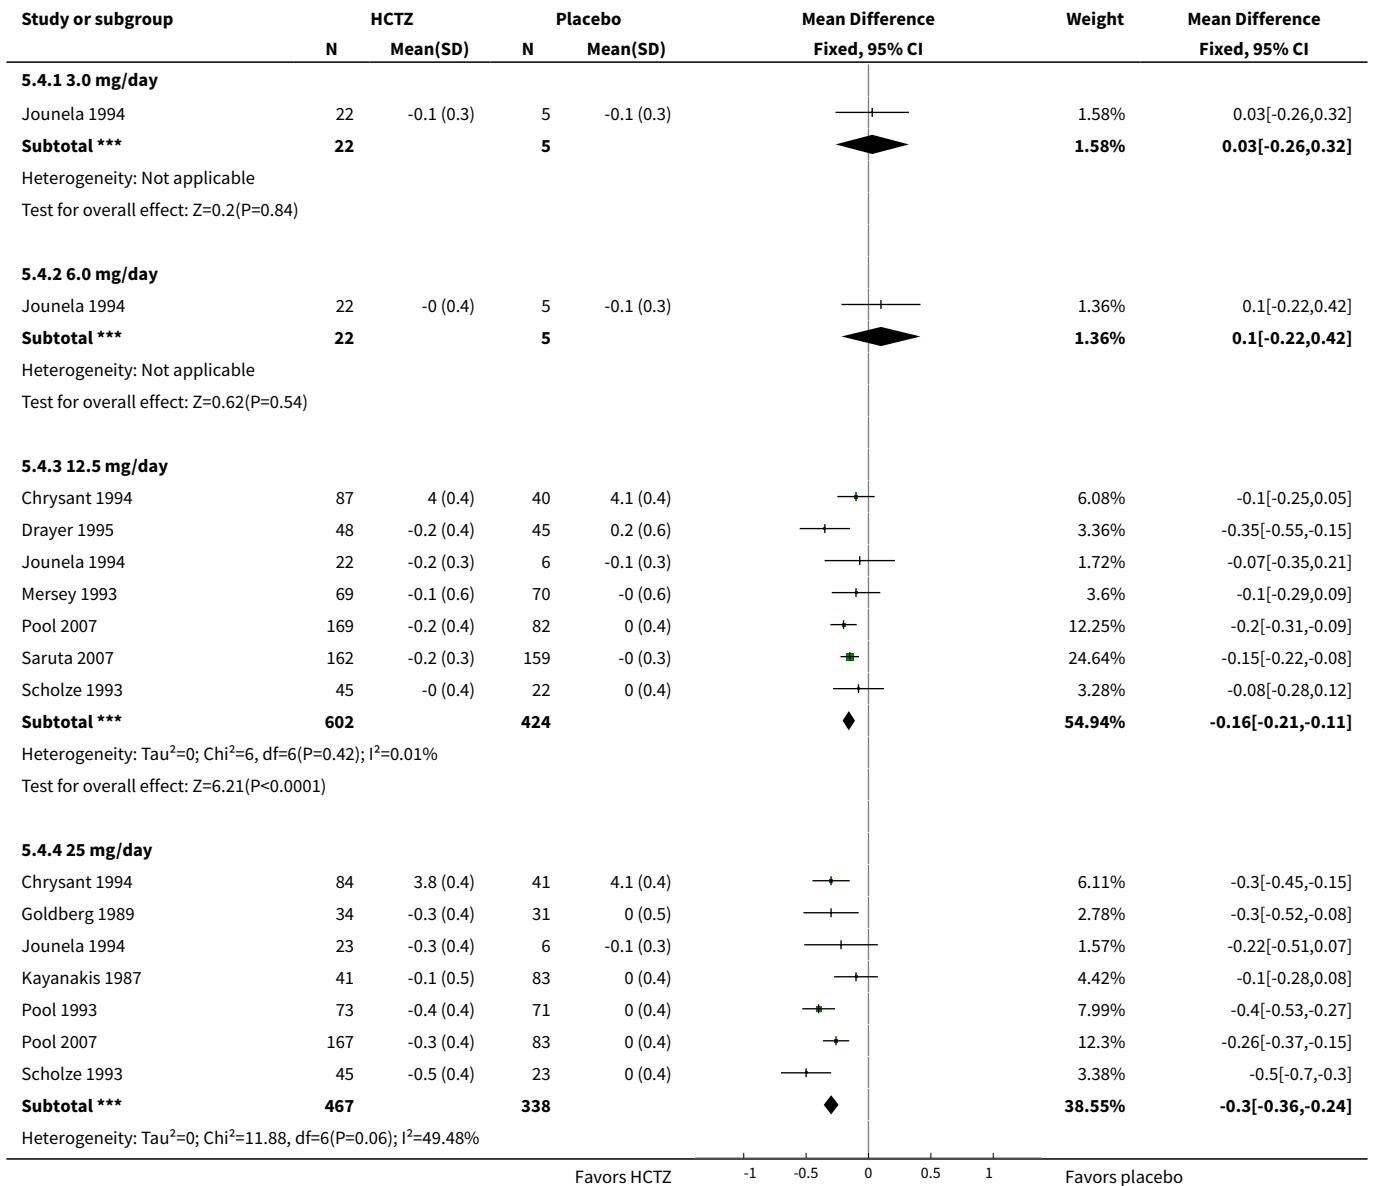 Study or subgroup HCTZ Placebo Mean Difference Weight Mean Difference
N Mean(SD) N Mean(SD) Fixed, 95% CI Fixed, 95% CI
5.4.1 3.0 mg/day
Jounela 1994 22 -0.1 (0.3) 5 -0.1 (0.3) 1.58% 0.03[-0.26,0.32]
Subtotal *** 22 5 1.58% 0.03[-0.26,0.32]
Heterogeneity: Not applicable
Test for overall effect: Z=0.2(P=0.84)
5.4.2 6.0 mg/day
Jounela 1994 22 -0 (0.4) 5 -0.1 (0.3) 1.36% 0.1[-0.22,0.42]
Subtotal *** 22 5 1.36% 0.1[-0.22,0.42]
Heterogeneity: Not applicable
Test for overall effect: Z=0.62(P=0.54)
5.4.3 12.5 mg/day
Chrysant 1994 87 4 (0.4) 40 4.1 (0.4) 6.08% -0.1[-0.25,0.05]
Drayer 1995 48 -0.2 (0.4) 45 0.2 (0.6) 3.36% -0.35[-0.55,-0.15]
Jounela 1994 22 -0.2 (0.3) 6 -0.1 (0.3) 1.72% -0.07[-0.35,0.21]
Mersey 1993 69 -0.1 (0.6) 70 -0 (0.6) 3.6% -0.1[-0.29,0.09]
Pool 2007 169 -0.2 (0.4) 82 0 (0.4) 12.25% -0.2[-0.31,-0.09]
Saruta 2007 162 -0.2 (0.3) 159 -0 (0.3) 24.64% -0.15[-0.22,-0.08]
Scholze 1993 45 -0 (0.4) 22 0 (0.4) 3.28% -0.08[-0.28,0.12]
Subtotal *** 602 424 54.94% -0.16[-0.21,-0.11]
Heterogeneity: Tau²=0; Chi²=6, df=6(P=0.42); I²=0.01%
Test for overall effect: Z=6.21(P<0.0001)
5.4.4 25 mg/day
Chrysant 1994 84 3.8 (0.4) 41 4.1 (0.4) 6.11% -0.3[-0.45,-0.15]
Goldberg 1989 34 -0.3 (0.4) 31 0 (0.5) 2.78% -0.3[-0.52,-0.08]
Jounela 1994 23 -0.3 (0.4) 6 -0.1 (0.3) 1.57% -0.22[-0.51,0.07]
Kayanakis 1987 41 -0.1 (0.5) 83 0 (0.4) 4.42% -0.1[-0.28,0.08]
Pool 1993 73 -0.4 (0.4) 71 0 (0.4) 7.99% -0.4[-0.53,-0.27]
Pool 2007 167 -0.3 (0.4) 83 0 (0.4) 12.3% -0.26[-0.37,-0.15]
Scholze 1993 45 -0.5 (0.4) 23 0 (0.4) 3.38% -0.5[-0.7,-0.3]
Subtotal *** 467 338 38.55% -0.3[-0.36,-0.24]
Heterogeneity: Tau²=0; Chi²=11.88, df=6(P=0.06); I²=49.48%
Favors HCTZ -1 -0.5 0 0.5 1 Favors placebo